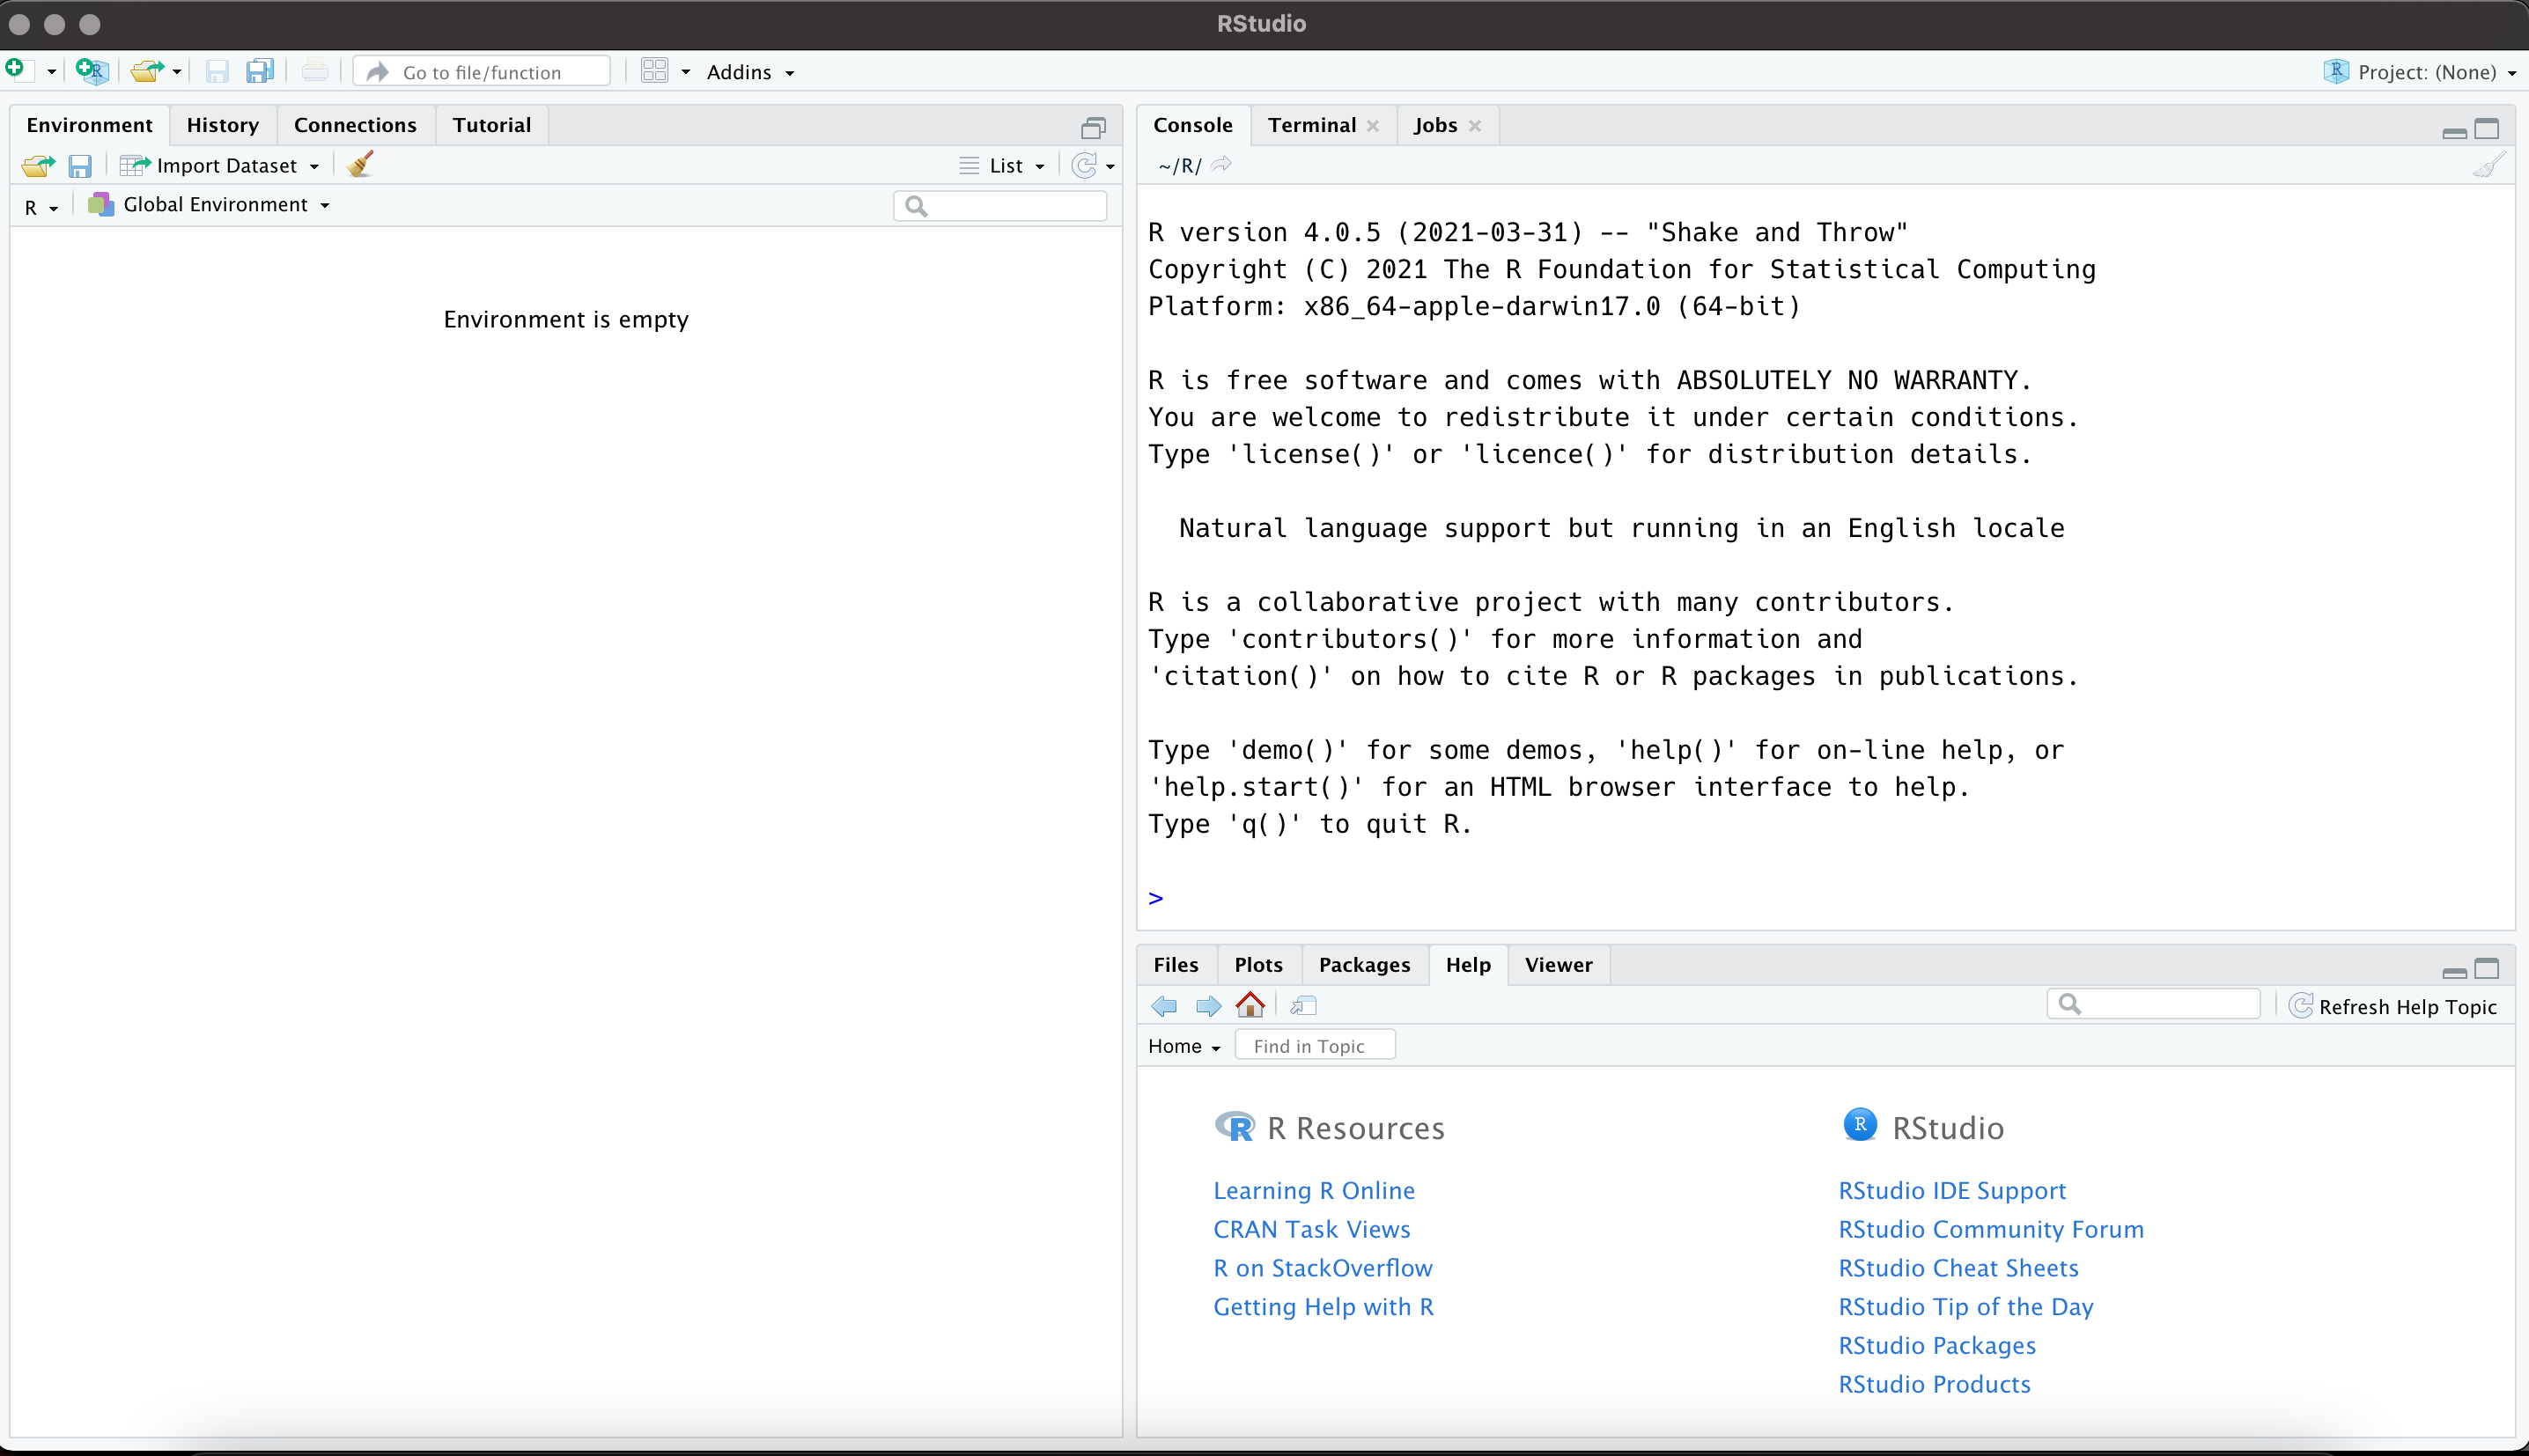 RStudio
Go to file/function
Addins
Project: (None)
Environment History Connections Tutorial
Import Dataset
List
R
Global Environment
Environment is empty
Console Terminal Jobs
~/R/
R version 4.0.5 (2021-03-31) -- "Shake and Throw"
Copyright (C) 2021 The R Foundation for Statistical Computing
Platform: x86_64-apple-darwin17.0 (64-bit)
R is free software and comes with ABSOLUTELY NO WARRANTY.
You are welcome to redistribute it under certain conditions.
Type 'license()' or 'licence()' for distribution details.
Natural language support but running in an English locale
R is a collaborative project with many contributors.
Type 'contributors()' for more information and
'citation()' on how to cite R or R packages in publications.
Type 'demo()' for some demos, 'help()' for on-line help, or
'help.start()' for an HTML browser interface to help.
Type 'q()' to quit R.
>
Files Plots Packages Help Viewer
Refresh Help Topic
Home
Find in Topic
R R Resources
Learning R Online
CRAN Task Views
R on StackOverflow
Getting Help with R
R RStudio
RStudio IDE Support
RStudio Community Forum
RStudio Cheat Sheets
RStudio Tip of the Day
RStudio Packages
RStudio Products